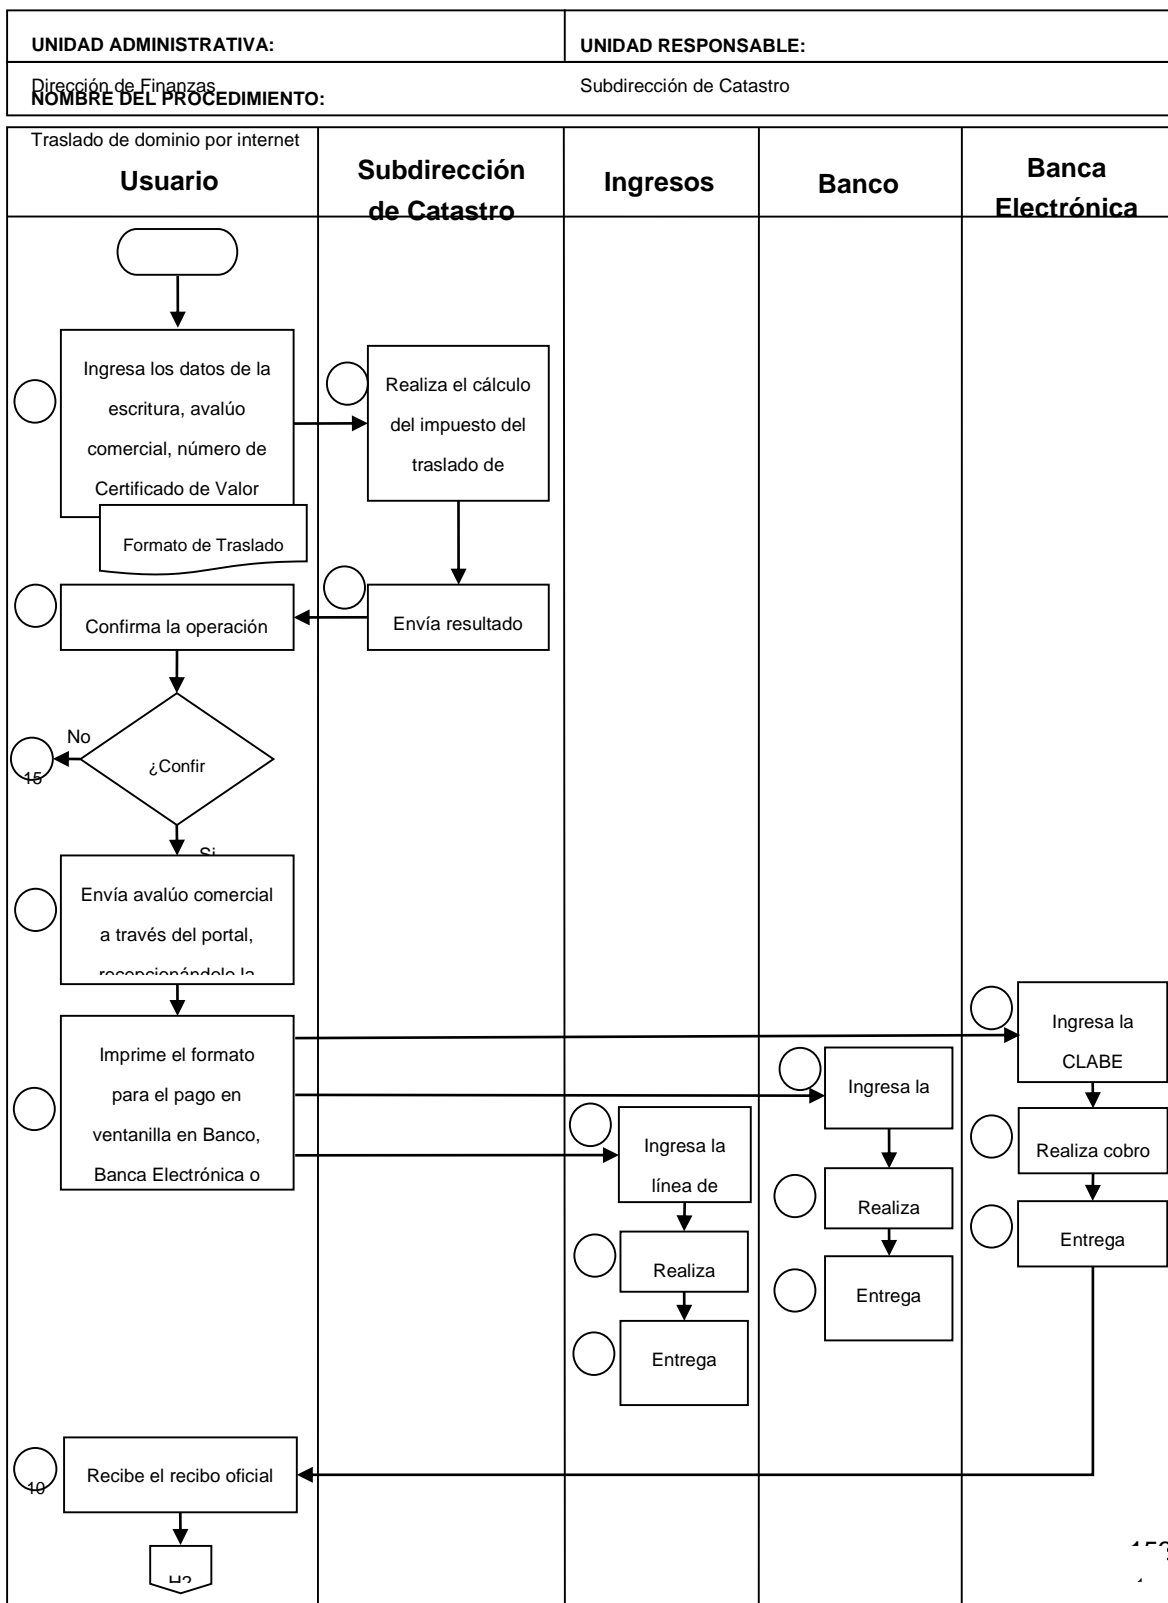 UNIDAD ADMINISTRATIVA:
UNIDAD RESPONSABLE:
Dirección de Finanzas
Subdirección de Catastro
NOMBRE DEL PROCEDIMIENTO:
Traslado de dominio por internet
Usuario
Subdirección
de Catastro
Ingresos
Banco
Banca
Electrónica
Ingresa los datos de la
escritura, avalúo
comercial, número de
Certificado de Valor
Formato de Traslado
Realiza el cálculo
del impuesto del
traslado de
Envía resultado
Confirma la operación
No
15
¿Confir
Si
Envía avalúo comercial
a través del portal,
recepcionándole la
Imprime el formato
para el pago en
ventanilla en Banco,
Banca Electrónica o
Ingresa la
CLABE
Realiza cobro
Entrega
Ingresa la
Realiza
Entrega
Ingresa la
línea de
Realiza
Entrega
10
Recibe el recibo oficial
H2